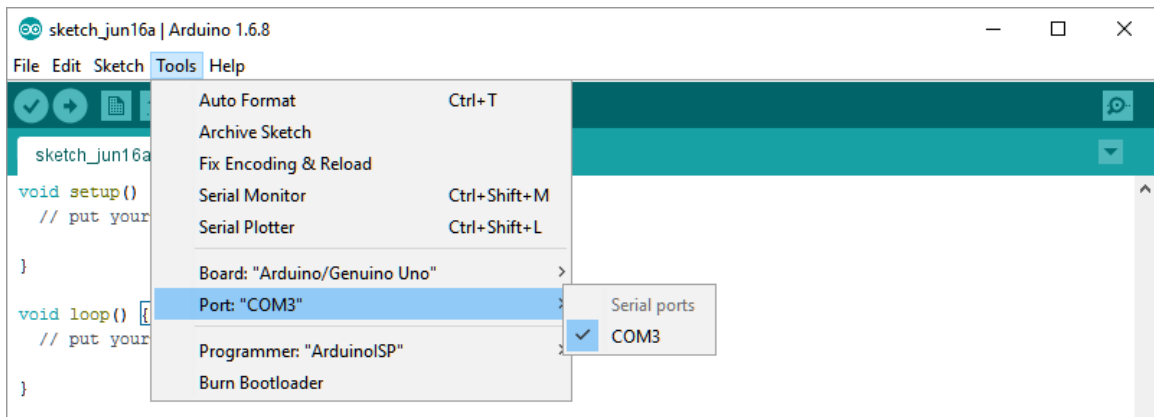 sketch_jun16a | Arduino 1.6.8
File Edit Sketch Tools Help
Auto Format Ctrl+T
Archive Sketch
Fix Encoding & Reload
Serial Monitor Ctrl+Shift+M
Serial Plotter Ctrl+Shift+L
Board: "Arduino/Genuino Uno"
Port: "COM3"
Programmer: "ArduinoISP"
Burn Bootloader
Serial ports
COM3
sketch_jun16a
void setup()
// put your
}
void loop() {
// put your
}